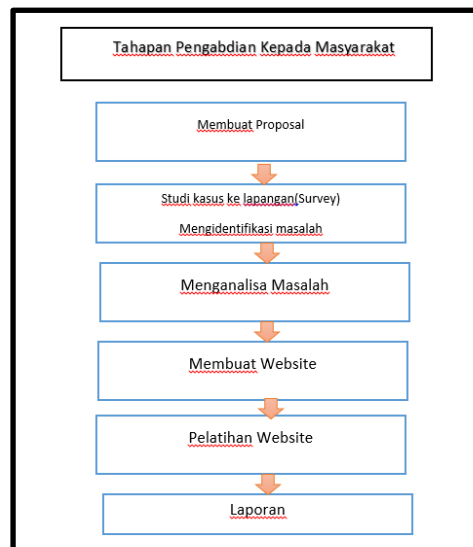 Tahapan Pengabdian Kepada Masyarakat
Membuat Proposal
Studi kasus ke lapangan(Survey)
Mengidentifikasi masalah
Menganalisa Masalah
Membuat Website
Pelatihan Website
Laporan